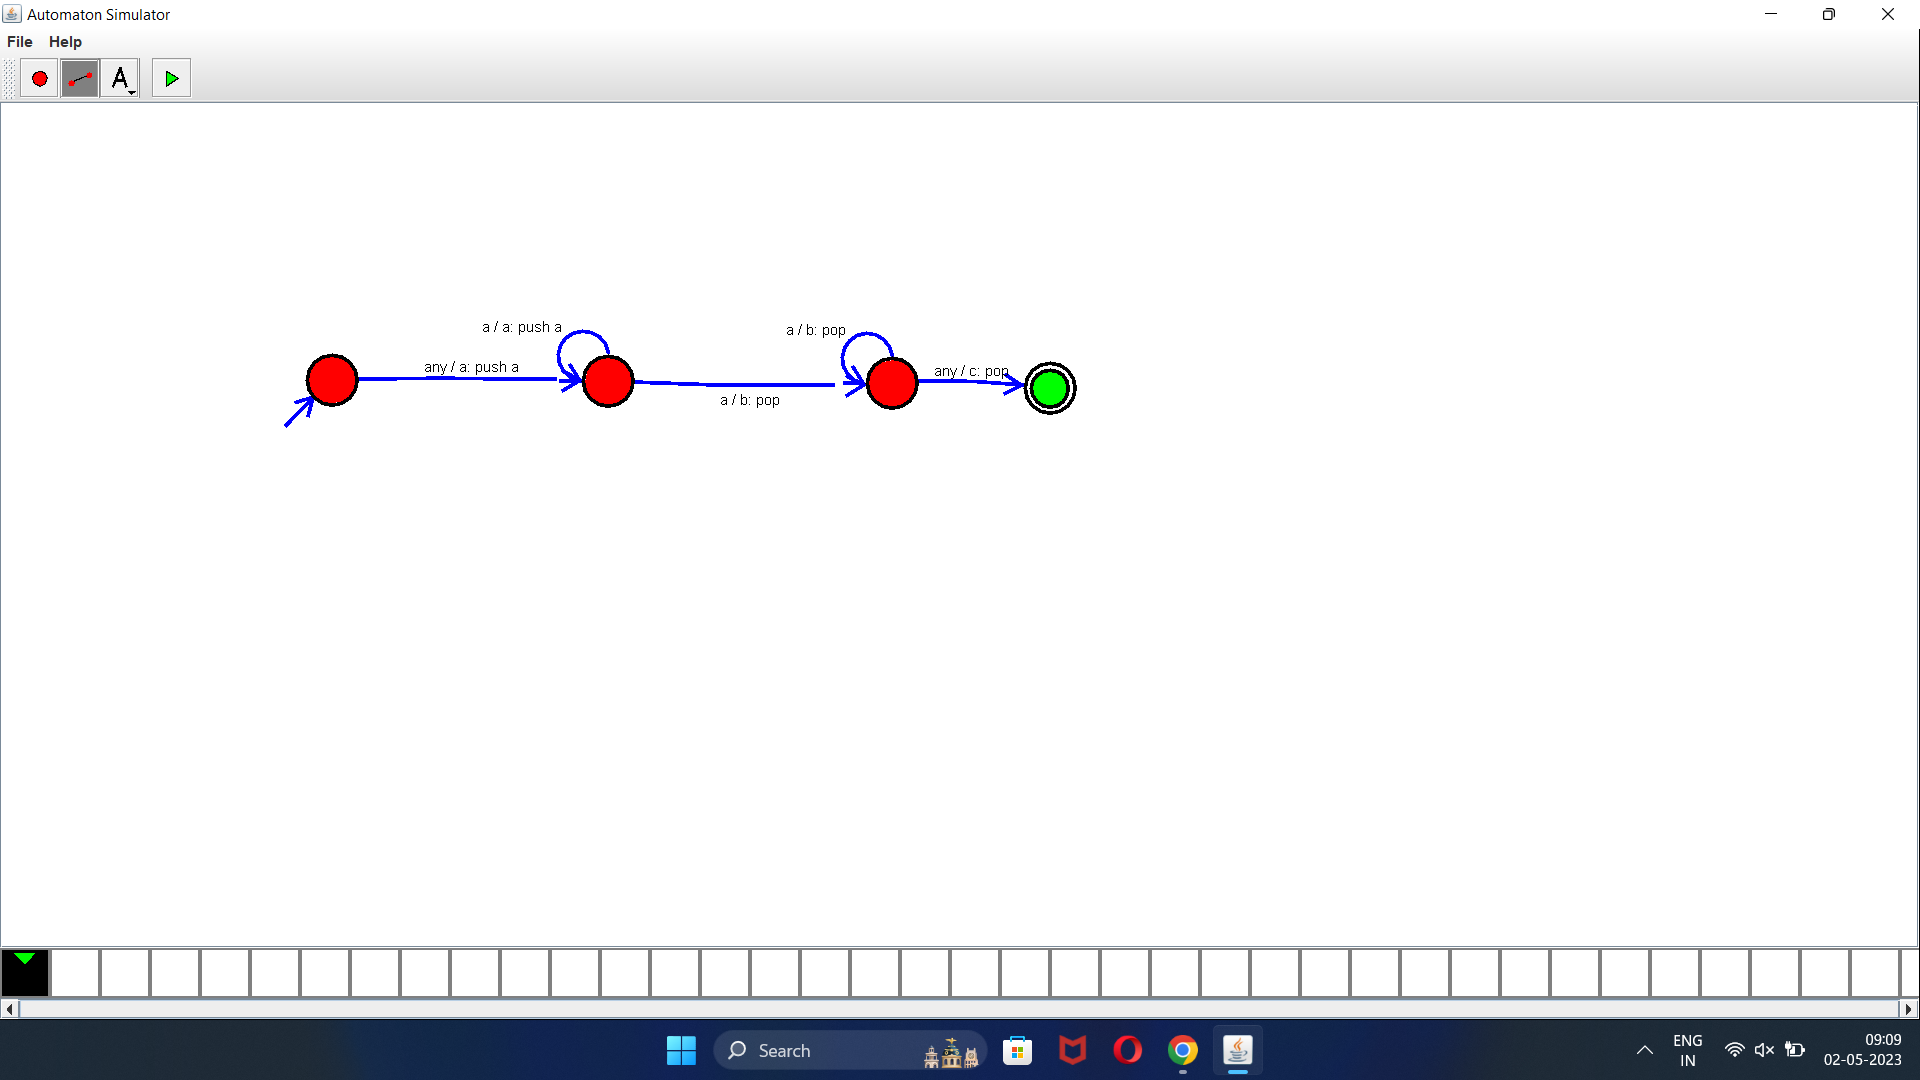 Automaton Simulator
File Help
A
a / a: push a
a / b: pop
any / a: push a
any / c: pop
a / b: pop
Search
ENG
IN
09:09
02-05-2023